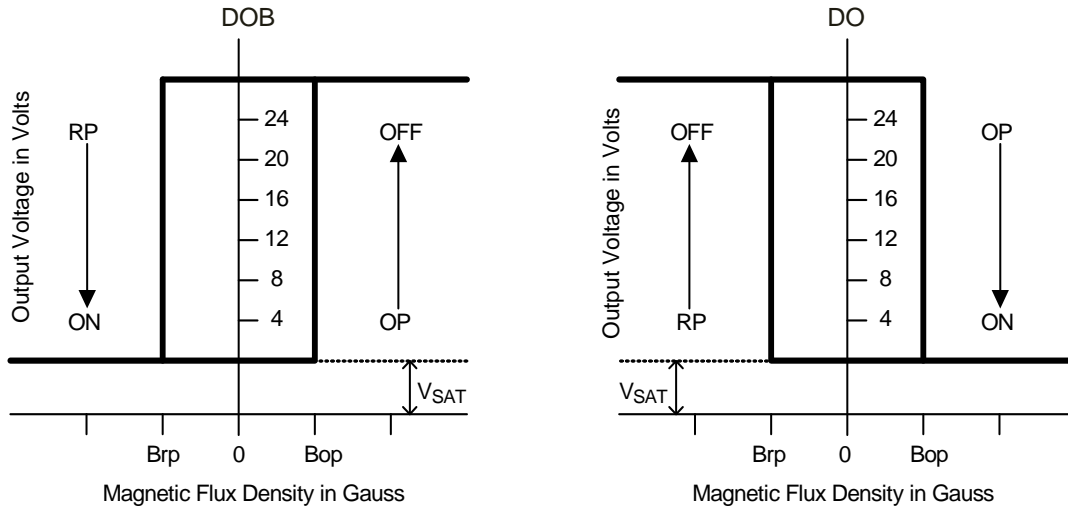 DOB
Output Voltage in Volts
RP
ON
24
20
16
12
8
4
OFF
OP
VSAT
Brp
0
Bop
Magnetic Flux Density in Gauss
DO
Output Voltage in Volts
OFF
RP
24
20
16
12
8
4
OP
ON
VSAT
Brp
0
Bop
Magnetic Flux Density in Gauss